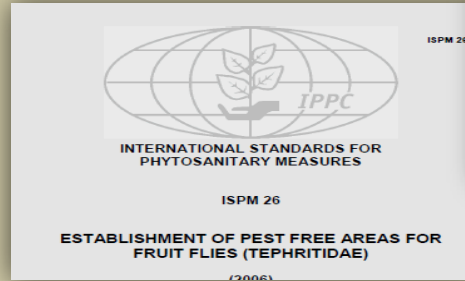 ISPM 26
IPPC
INTERNATIONAL STANDARDS FOR
PHYTOSANITARY MEASURES
ISPM 26
ESTABLISHMENT OF PEST FREE AREAS FOR
FRUIT FLIES (TEPHRITIDAE)
(2006)